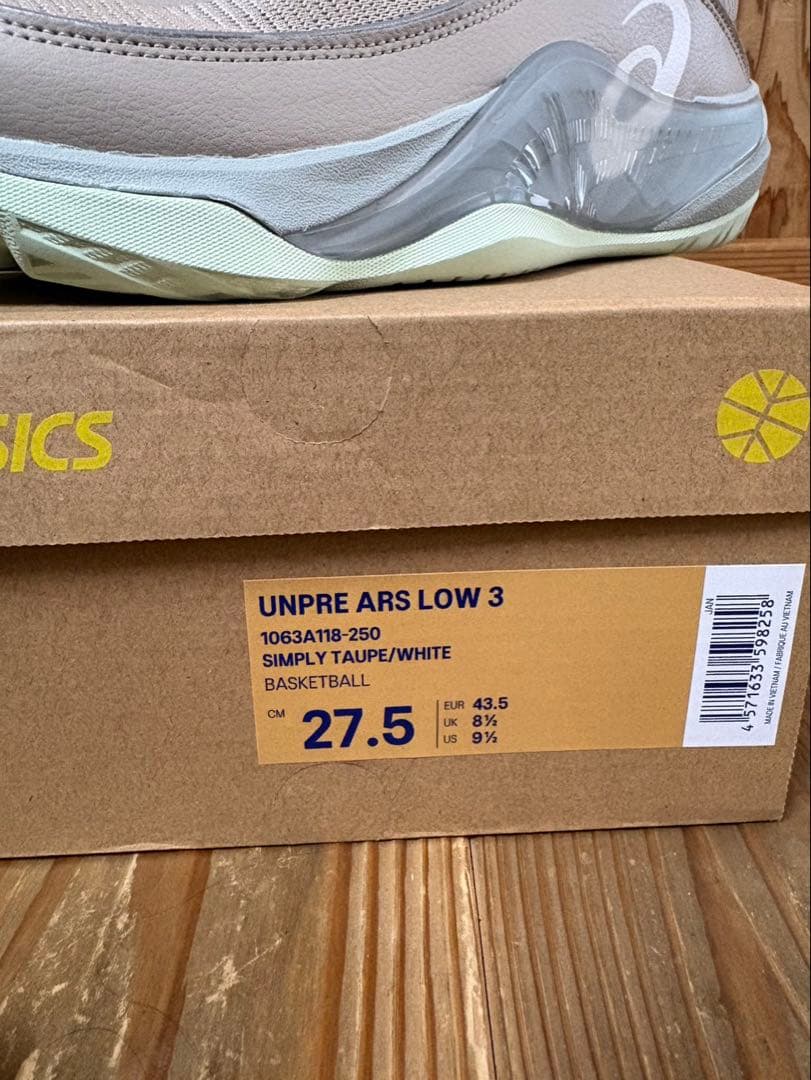 SICS
UNPRE ARS LOW 3
1063A118-250
SIMPLY TAUPE/WHITE
BASKETBALL
CM 27.5
EUR 43.5
UK 8½
US 9½
JAN
4 571633 598258
MADE IN VIETNAM / FABRIQUE AU VIETNAM